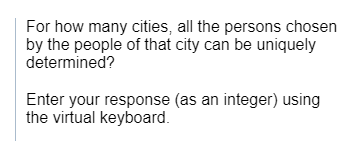 For how many cities, all the persons chosen
by the people of that city can be uniquely
determined?
Enter your response (as an integer) using
the virtual keyboard.